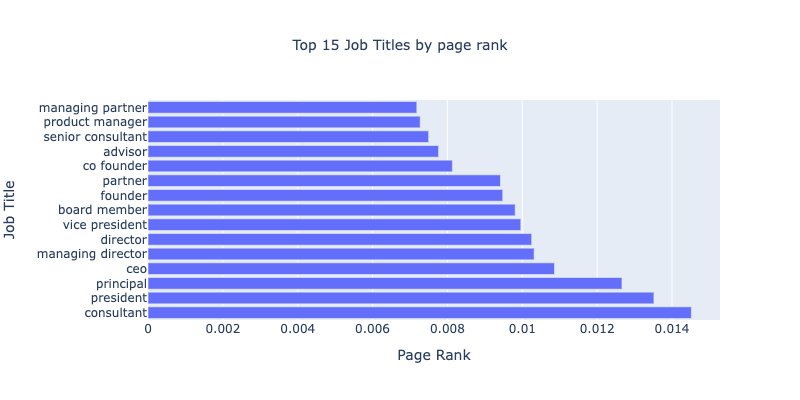 Top 15 Job Titles by page rank
Job Title
managing partner
product manager
senior consultant
advisor
co founder
partner
founder
board member
vice president
director
managing director
ceo
principal
president
consultant
0 0.002 0.004 0.006 0.008 0.01 0.012 0.014
Page Rank